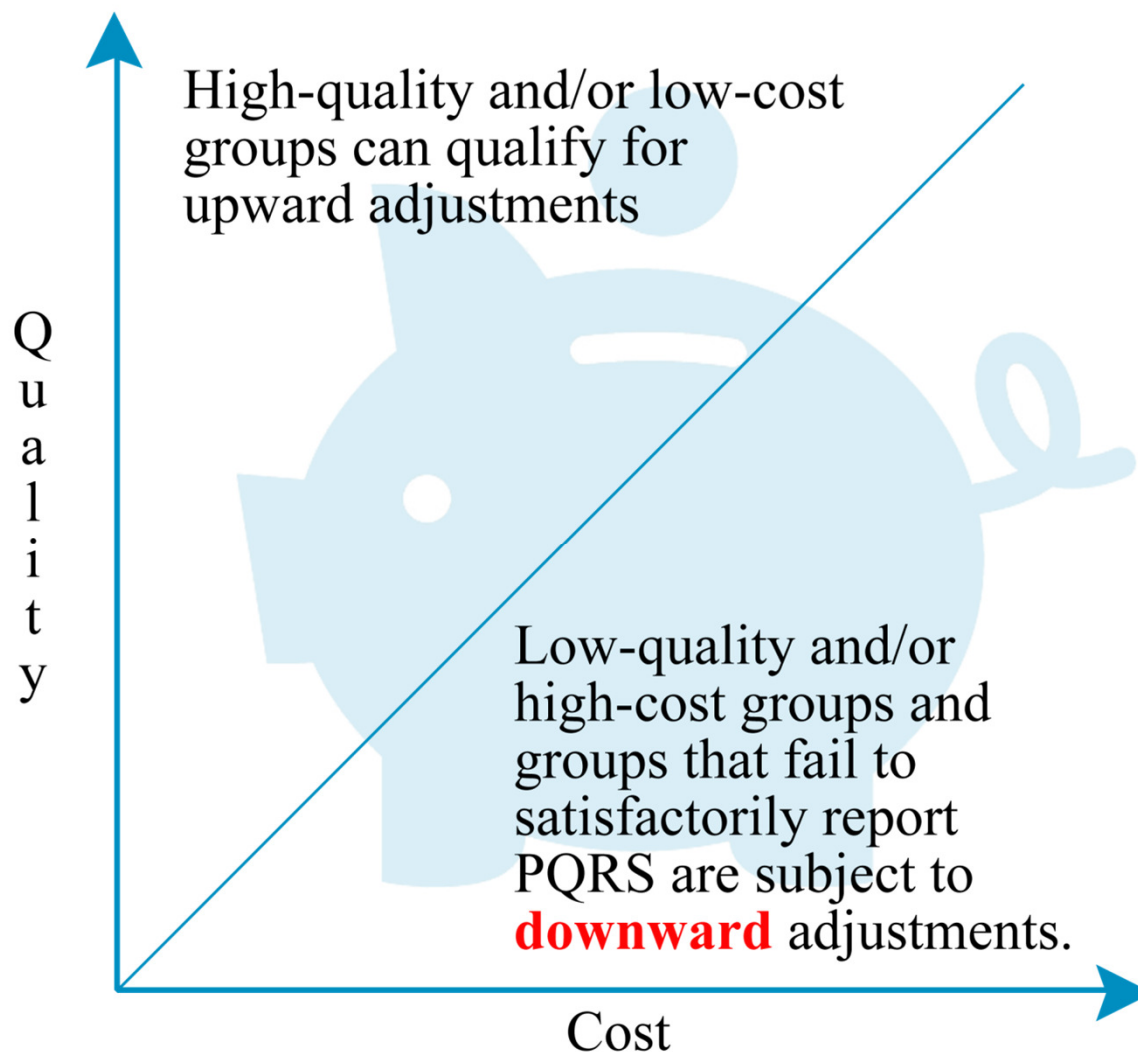 High-quality and/or low-cost
groups can qualify for
upward adjustments
Quality
Low-quality and/or
high-cost groups and
groups that fail to
satisfactorily report
PQRS are subject to
downward adjustments.
Cost